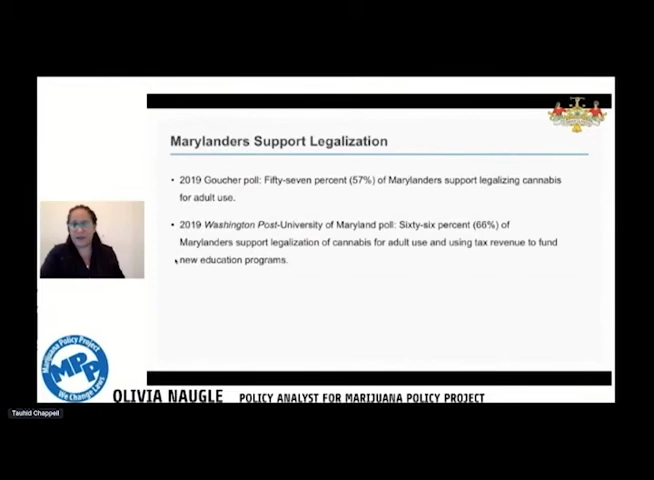 Marylanders Support Legalization
• 2019 Goucher poll: Fifty-seven percent (57%) of Marylanders support legalizing cannabis
for adult use.
• 2019 Washington Post-University of Maryland poll: Sixty-six percent (66%) of
Marylanders support legalization of cannabis for adult use and using tax revenue to fund
new education programs.
Marijuana Policy Project
MPP
We Change Laws
OLIVIA NAUGLE POLICY ANALYST FOR MARIJUANA POLICY PROJECT
Tauhid Chappell